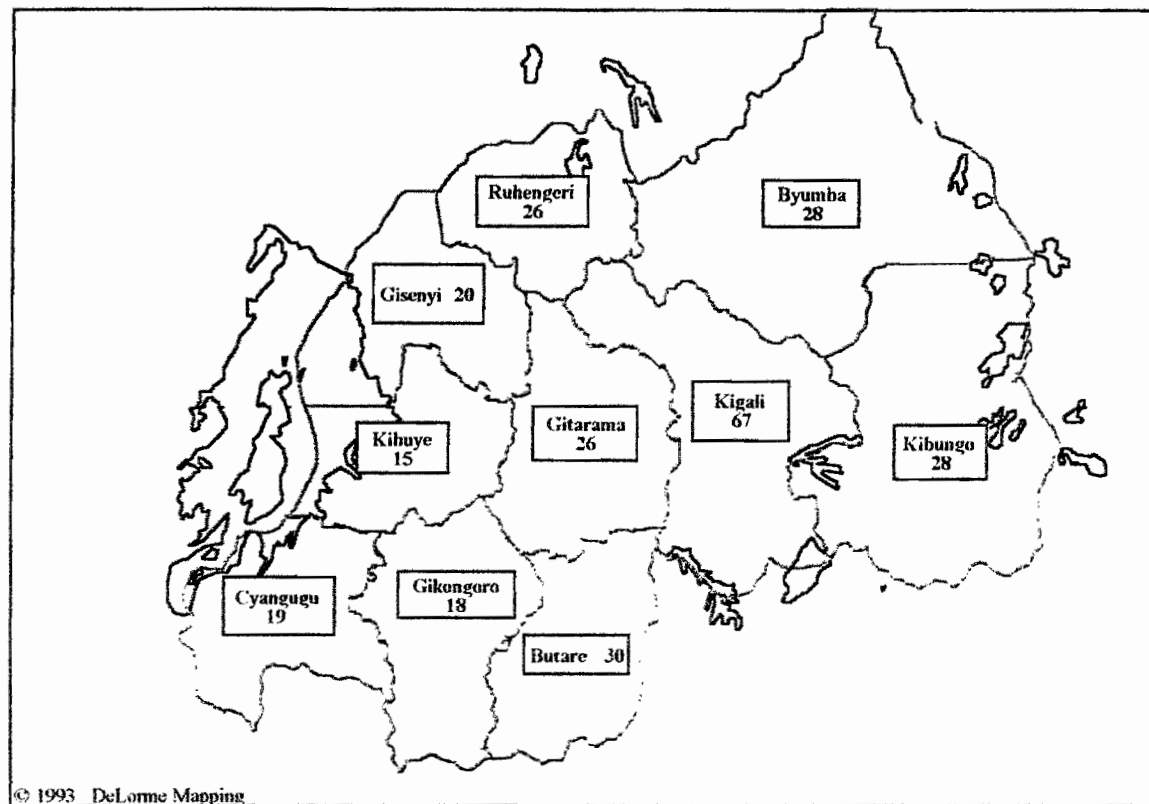 Ruhengeri
26
Byumba
28
Gisenyi 20
Kigali
67
Gitarama
26
Kibuye
15
Kibungo
28
Cyangugu
19
Gikongoro
18
Butare 30
© 1993 DeLorme Mapping